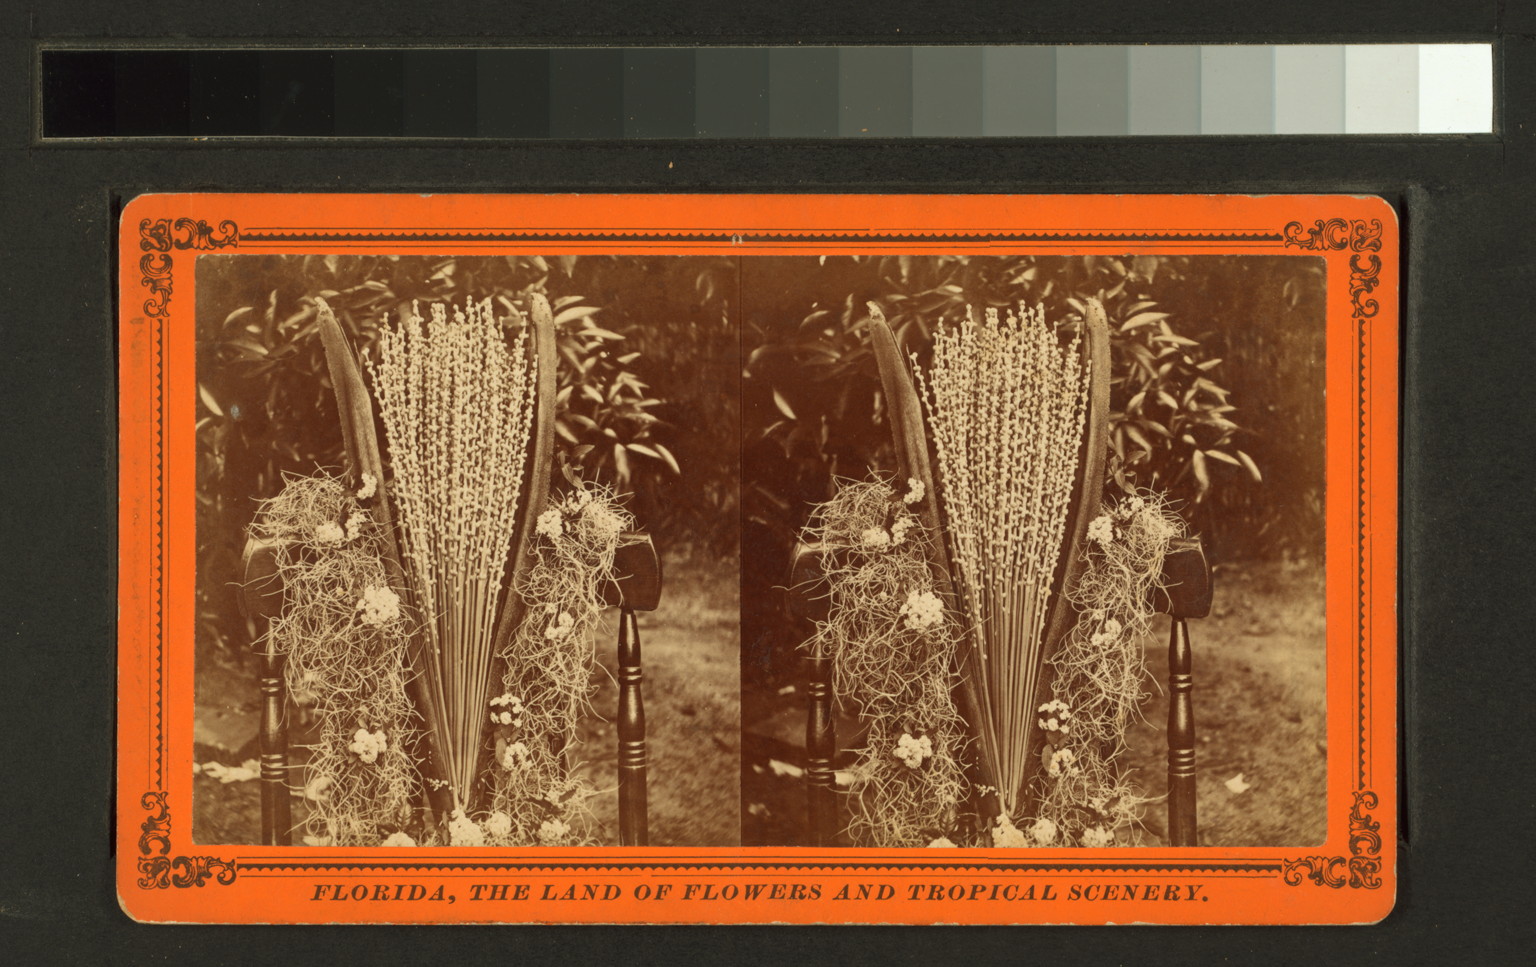 FLORIDA, THE LAND OF FLOWERS AND TROPICAL SCENERY.